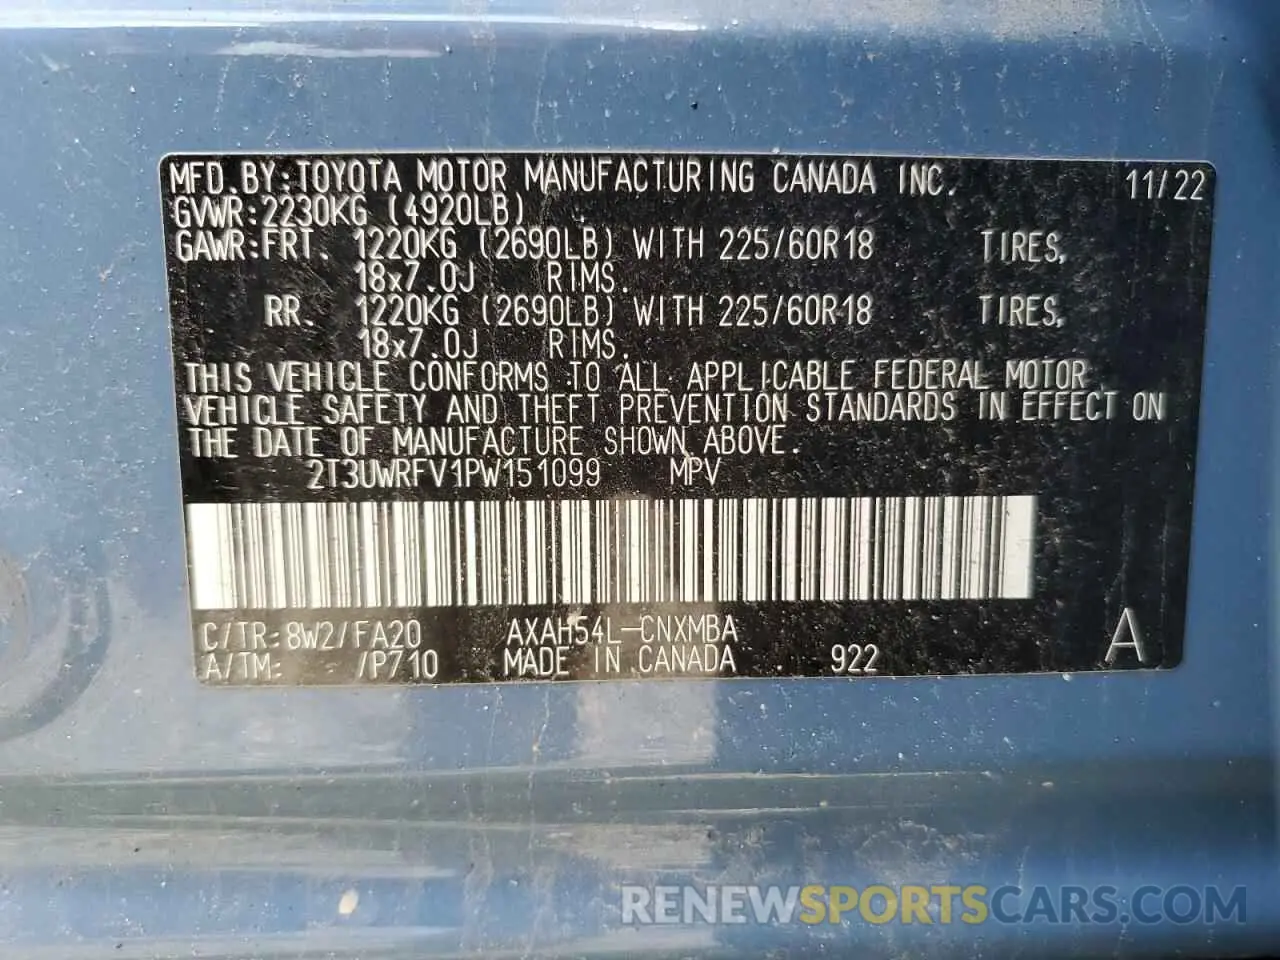 MFD.BY:TOYOTA MOTOR MANUFACTURING CANADA INC. 11/22
GVWR:2230KG (4920LB)
GAWR:FRT. 1220KG (2690LB) WITH 225/60R18 TIRES,
18x7.0J RIMS.
RR. 1220KG (2690LB) WITH 225/60R18 TIRES,
18x7.0J RIMS.
THIS VEHICLE CONFORMS TO ALL APPLICABLE FEDERAL MOTOR
VEHICLE SAFETY AND THEFT PREVENTION STANDARDS IN EFFECT ON
THE DATE OF MANUFACTURE SHOWN ABOVE.
2T3UWRFV1PW151099 MPV
C/TR:8W2/FA20 AXAH54L-CNXMBA
A/TM: /P710 MADE IN CANADA 922 A
RENEWSPORTSCARS.COM